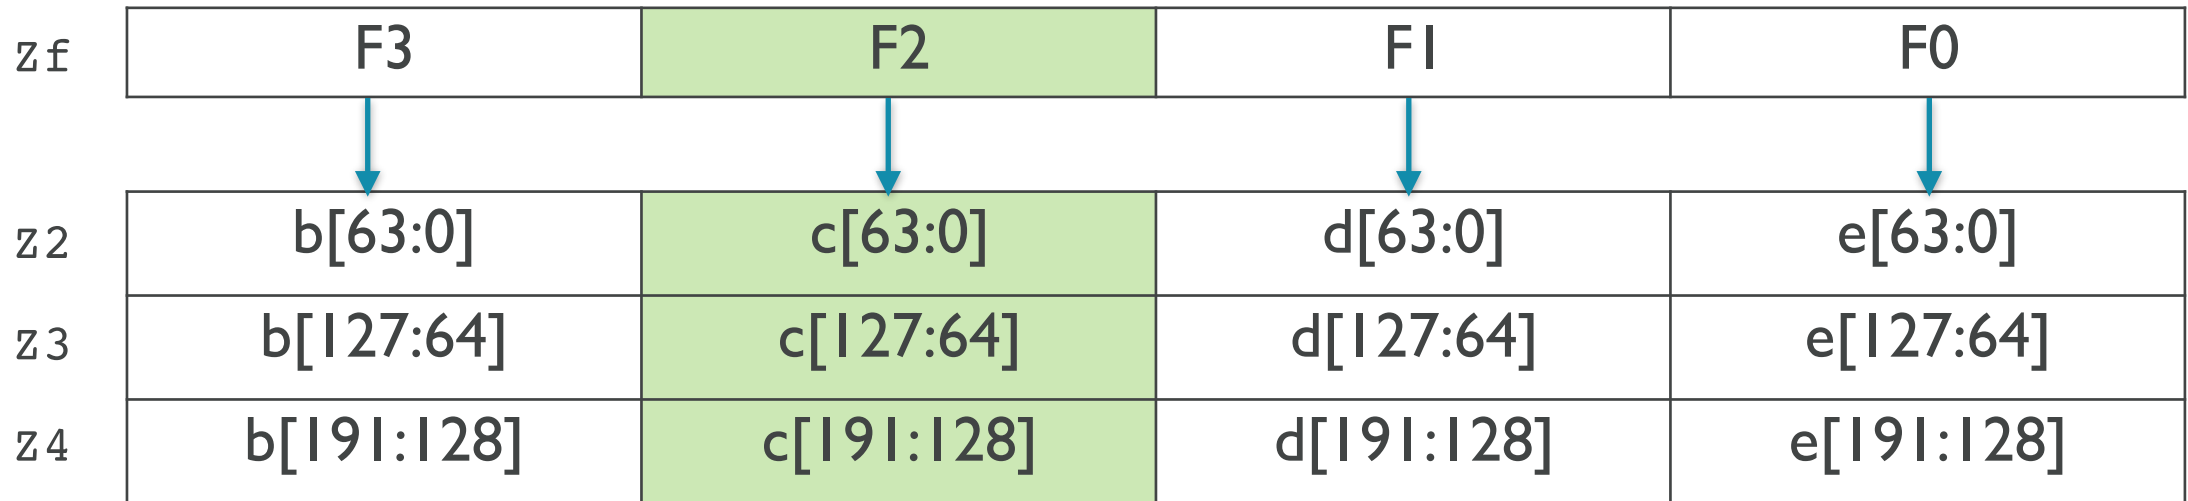 Zf F3 F2 F1 F0
Z2 b[63:0] c[63:0] d[63:0] e[63:0]
Z3 b[127:64] c[127:64] d[127:64] e[127:64]
Z4 b[191:128] c[191:128] d[191:128] e[191:128]